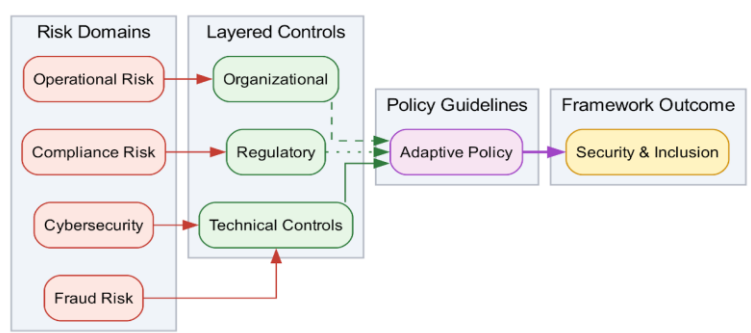 Risk Domains
Operational Risk
Compliance Risk
Cybersecurity
Fraud Risk
Layered Controls
Organizational
Regulatory
Technical Controls
Policy Guidelines
Adaptive Policy
Framework Outcome
Security & Inclusion